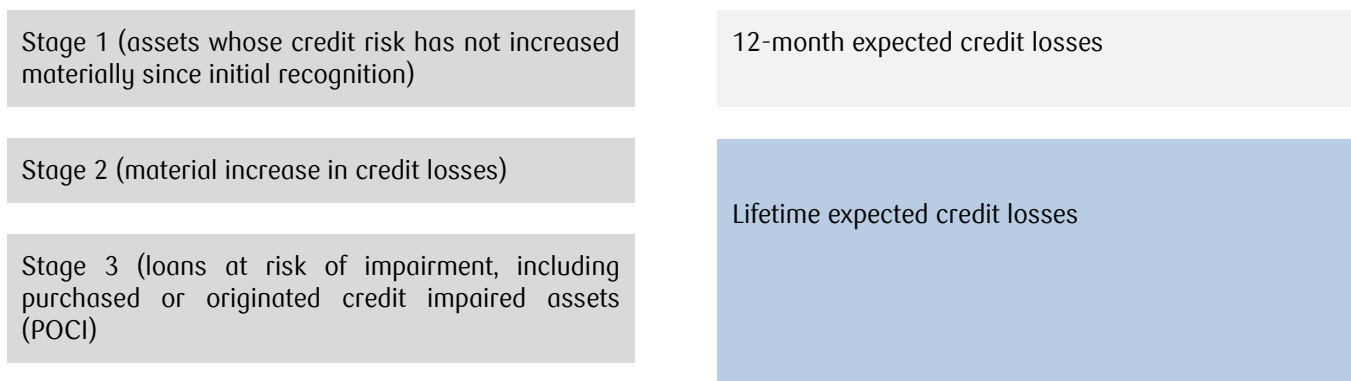 Stage 1 (assets whose credit risk has not increased
materially since initial recognition)
12-month expected credit losses
Stage 2 (material increase in credit losses)
Lifetime expected credit losses
Stage 3 (loans at risk of impairment, including
purchased or originated credit impaired assets
(POCI)